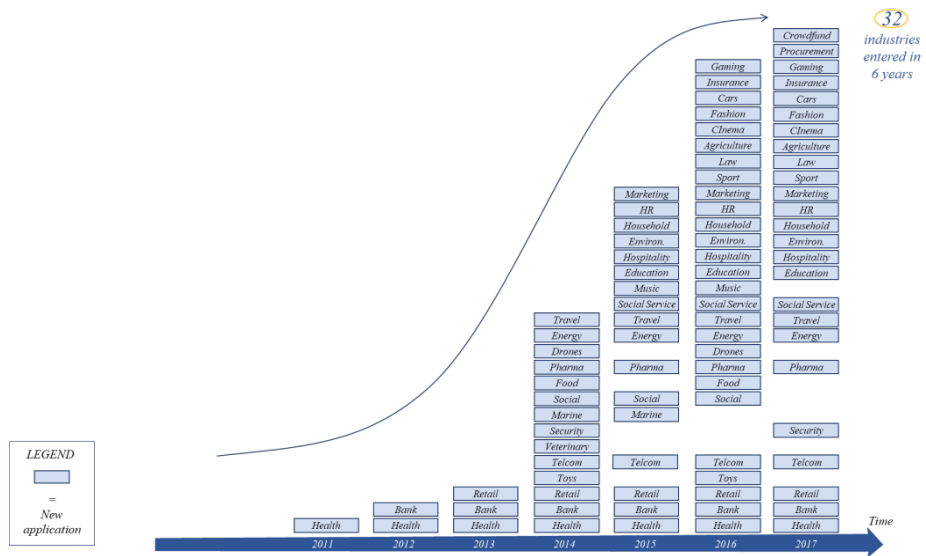 32
industries
entered in
6 years
Crowdfund
Procurement
Gaming Gaming
Insurance Insurance
Cars Cars
Fashion Fashion
CInema CInema
Agriculture Agriculture
Law Law
Sport Sport
Marketing Marketing Marketing
HR HR HR
Household Household Household
Environ. Environ. Environ.
Hospitality Hospitality Hospitality
Education Education Education
Music Music
Social Service Social Service Social Service
Travel Travel Travel Travel
Energy Energy Energy Energy
Drones Drones
Pharma Pharma Pharma Pharma
Food Food
Social Social Social
Marine Marine
Security Security
Veterinary
Telcom Telcom Telcom Telcom
Toys Toys
Retail Retail Retail Retail Retail
Bank Bank Bank Bank Bank Bank
Health Health Health Health Health Health Health
Time
2011 2012 2013 2014 2015 2016 2017
LEGEND
=
New
application